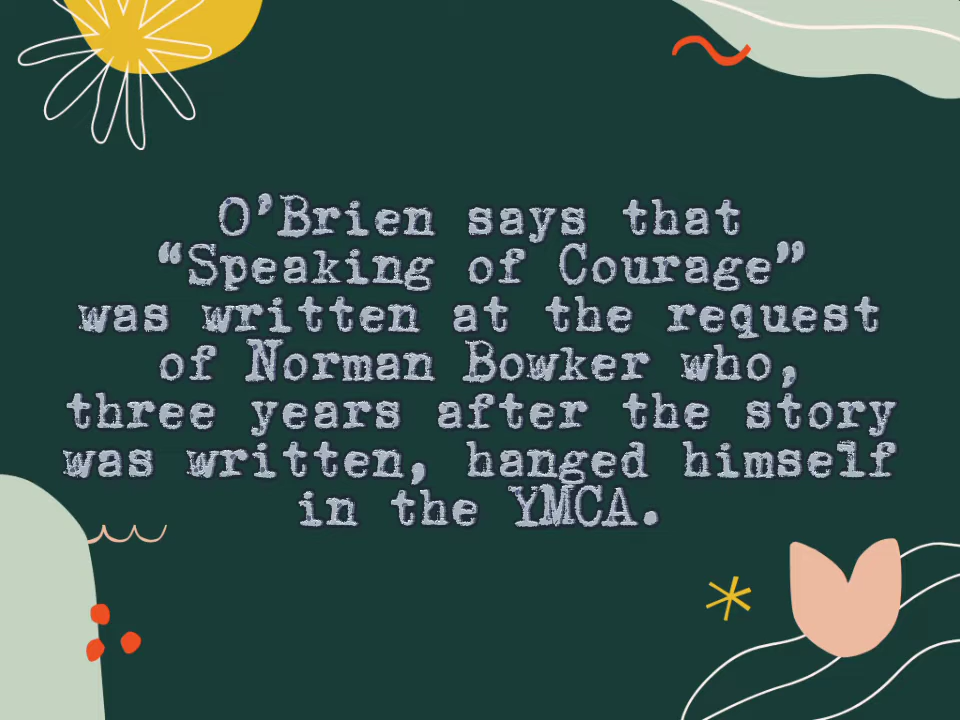 O’Brien says that
“Speaking of Courage”
was written at the request
of Norman Bowker who,
three years after the story
was written, hanged himself
in the YMCA.